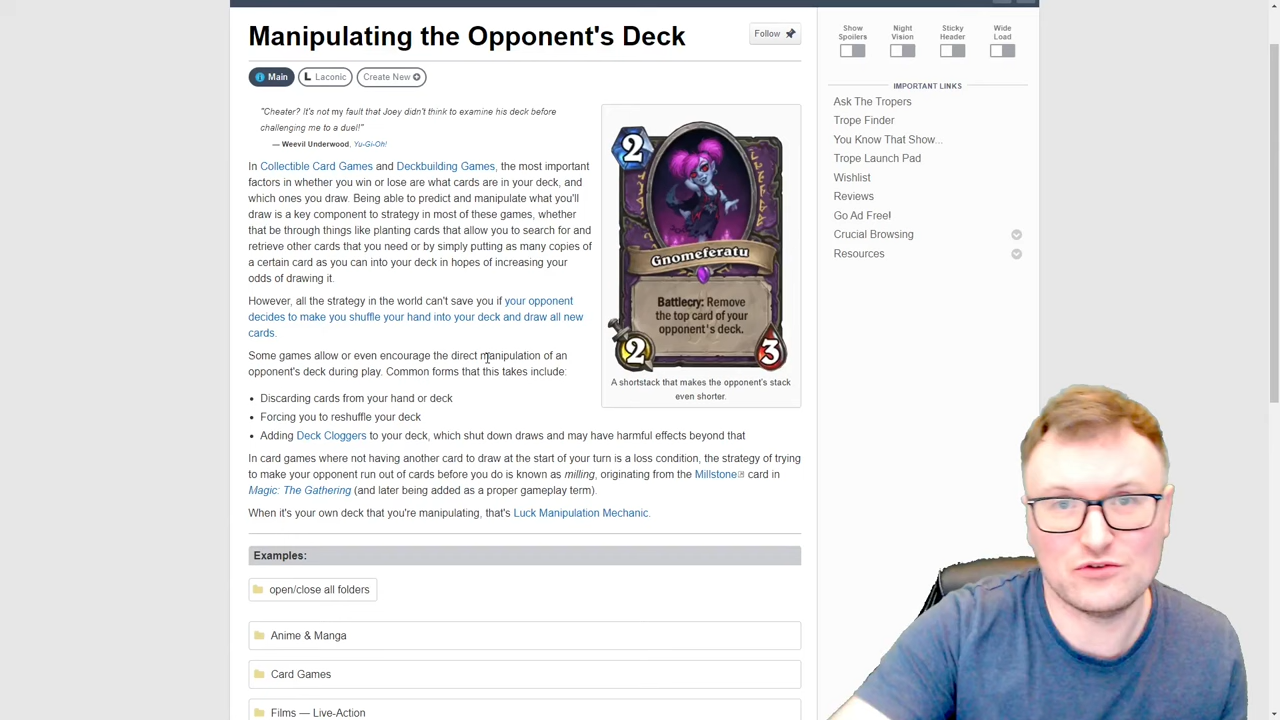 Manipulating the Opponent's Deck
Follow
Main
Laconic
Create New
"Cheater? It's not my fault that Joey didn't think to examine his deck before
challenging me to a duel!"
— Weevil Underwood, Yu-Gi-Oh!
In Collectible Card Games and Deckbuilding Games, the most important
factors in whether you win or lose are what cards are in your deck, and
which ones you draw. Being able to predict and manipulate what you'll
draw is a key component to strategy in most of these games, whether
that be through things like planting cards that allow you to search for and
retrieve other cards that you need or by simply putting as many copies of
a certain card as you can into your deck in hopes of increasing your
odds of drawing it.
However, all the strategy in the world can't save you if your opponent
decides to make you shuffle your hand into your deck and draw all new
cards.
Some games allow or even encourage the direct manipulation of an
opponent's deck during play. Common forms that this takes include:
2
Gnomeferatu
Battlecry: Remove
the top card of your
opponent's deck.
2
3
A shortstack that makes the opponent's stack
even shorter.
• Discarding cards from your hand or deck
• Forcing you to reshuffle your deck
• Adding Deck Cloggers to your deck, which shut down draws and may have harmful effects beyond that
In card games where not having another card to draw at the start of your turn is a loss condition, the strategy of trying
to make your opponent run out of cards before you do is known as milling, originating from the Millstone card in
Magic: The Gathering (and later being added as a proper gameplay term).
When it's your own deck that you're manipulating, that's Luck Manipulation Mechanic.
Examples:
open/close all folders
Anime & Manga
Card Games
Films — Live-Action
Show
Spoilers
Night
Vision
Sticky
Header
Wide
Load
IMPORTANT LINKS
Ask The Tropers
Trope Finder
You Know That Show...
Trope Launch Pad
Wishlist
Reviews
Go Ad Free!
Crucial Browsing
Resources